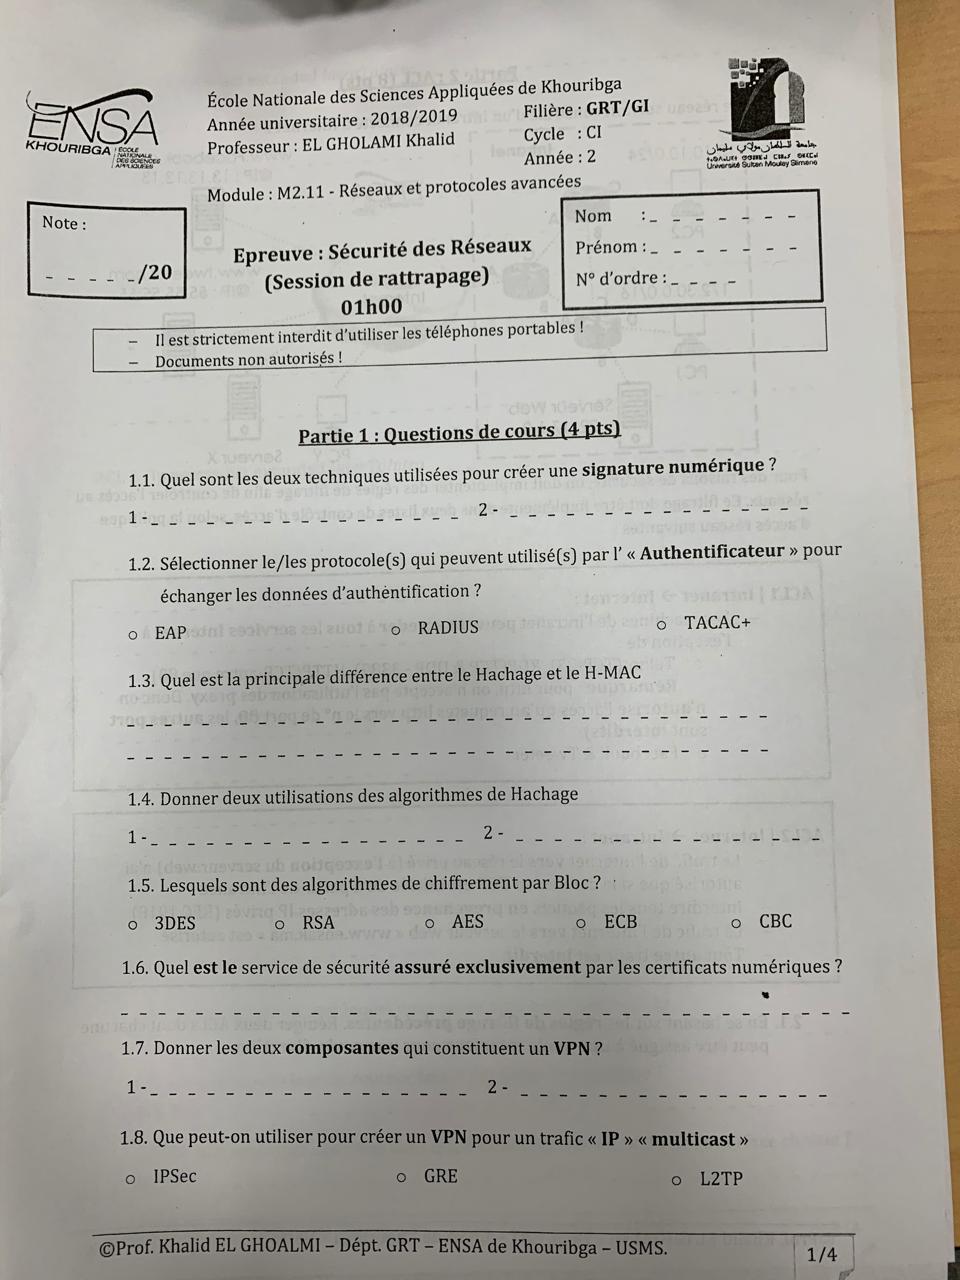 ENSA
KHOURIBGA
ÉCOLE
NATIONALE
DES SCIENCES
APPLIQUÉES
École Nationale des Sciences Appliquées de Khouribga
Année universitaire : 2018/2019
Filière : GRT/GI
Professeur : EL GHOLAMI Khalid
Cycle : CI
Année : 2
Module : M2.11 - Réseaux et protocoles avancées
Université Sultan Moulay Slimane
Note :
_ _ _ _ _/20
Epreuve : Sécurité des Réseaux
(Session de rattrapage)
01h00
Nom :_ _ _ _ _ _ _
Prénom :_ _ _ _ _ _ _
N° d'ordre :_ _ _ _
– Il est strictement interdit d'utiliser les téléphones portables !
– Documents non autorisés !
Partie 1 : Questions de cours (4 pts)
1.1. Quel sont les deux techniques utilisées pour créer une signature numérique ?
1 -_ _ _ _ _ _ _ _ _ _ _ _ _ _ _ _ _ 2 - _ _ _ _ _ _ _ _ _ _ _ _ _ _ _ _ _
1.2. Sélectionner le/les protocole(s) qui peuvent utilisé(s) par l' « Authentificateur » pour
échanger les données d'authentification ?
o EAP o RADIUS o TACAC+
1.3. Quel est la principale différence entre le Hachage et le H-MAC
1.4. Donner deux utilisations des algorithmes de Hachage
1 -_ _ _ _ _ _ _ _ _ _ _ _ _ _ _ _ _ 2 - _ _ _ _ _ _ _ _ _ _ _ _ _ _ _ _ _
1.5. Lesquels sont des algorithmes de chiffrement par Bloc ?
o 3DES o RSA o AES o ECB o CBC
1.6. Quel est le service de sécurité assuré exclusivement par les certificats numériques ?
1.7. Donner les deux composantes qui constituent un VPN ?
1 -_ _ _ _ _ _ _ _ _ _ _ _ _ _ _ _ _ 2 - _ _ _ _ _ _ _ _ _ _ _ _ _ _ _ _ _
1.8. Que peut-on utiliser pour créer un VPN pour un trafic « IP » « multicast »
o IPSec o GRE o L2TP
©Prof. Khalid EL GHOALMI – Dépt. GRT – ENSA de Khouribga – USMS.
1/4